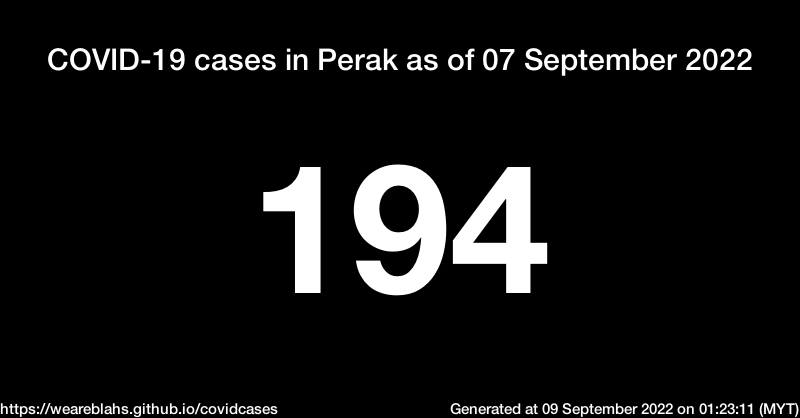 COVID-19 cases in Perak as of 07 September 2022
194
https://weareblahs.github.io/covidcases
Generated at 09 September 2022 on 01:23:11 (MYT)